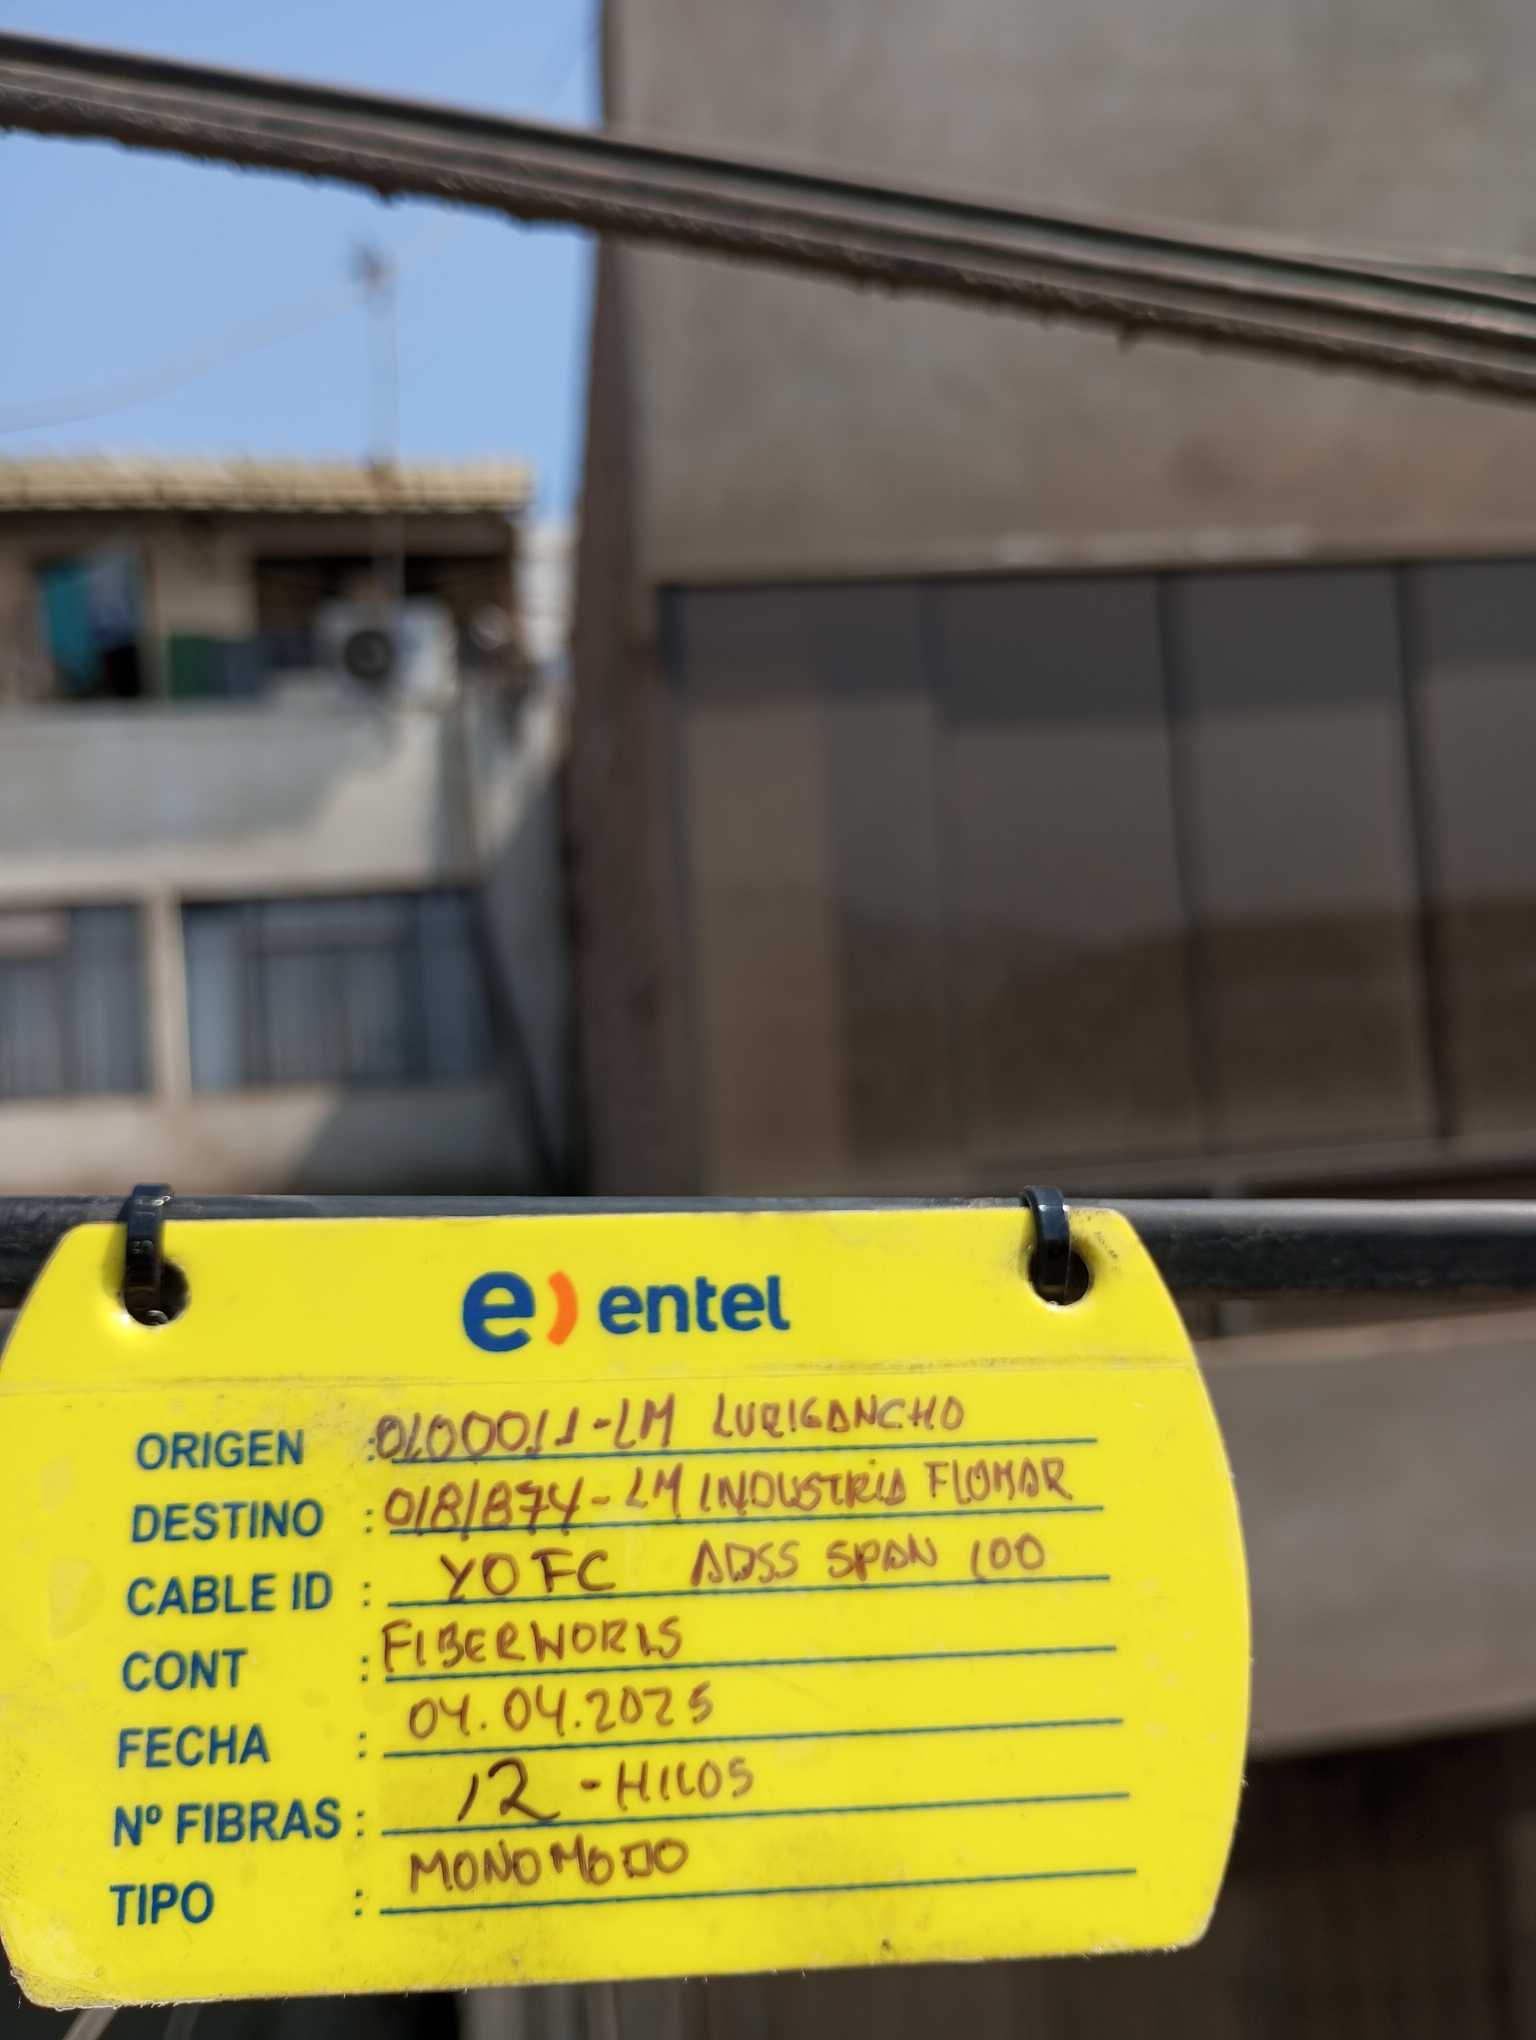 e) entel
ORIGEN : 0100011-LM LURIGANCHO
DESTINO : 0181874-LM INDUSTRIA FLOMAR
CABLE ID : YOFC ADSS SPAN 100
CONT : FIBERWORKS
FECHA : 04.04.2025
Nº FIBRAS : 12 - HILOS
TIPO : MONOMODO